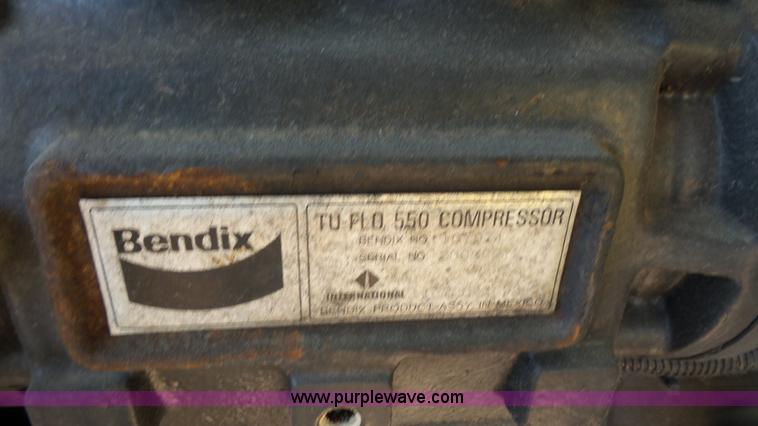 Bendix
TU-FLO 550 COMPRESSOR
BENDIX NO
SERIAL NO
INTERNATIONAL
BENDIX PRODUCT ASSY IN MEXICO
www.purplewave.com